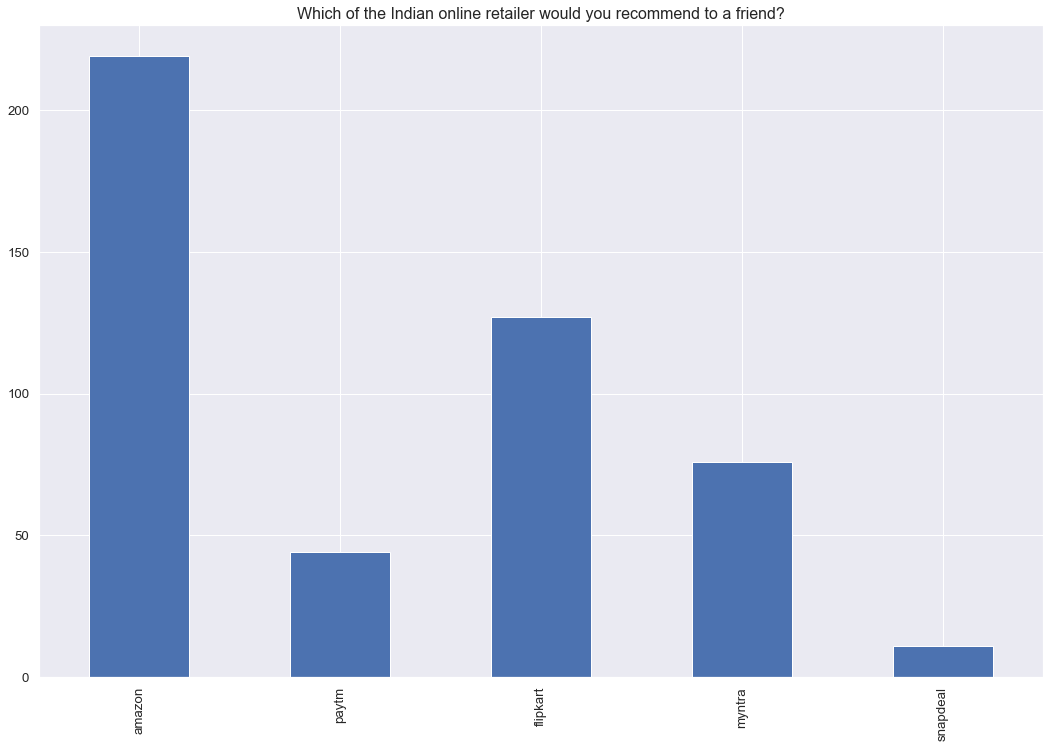 Which of the Indian online retailer would you recommend to a friend?
200
150
100
50
0
amazon
paytm
flipkart
myntra
snapdeal